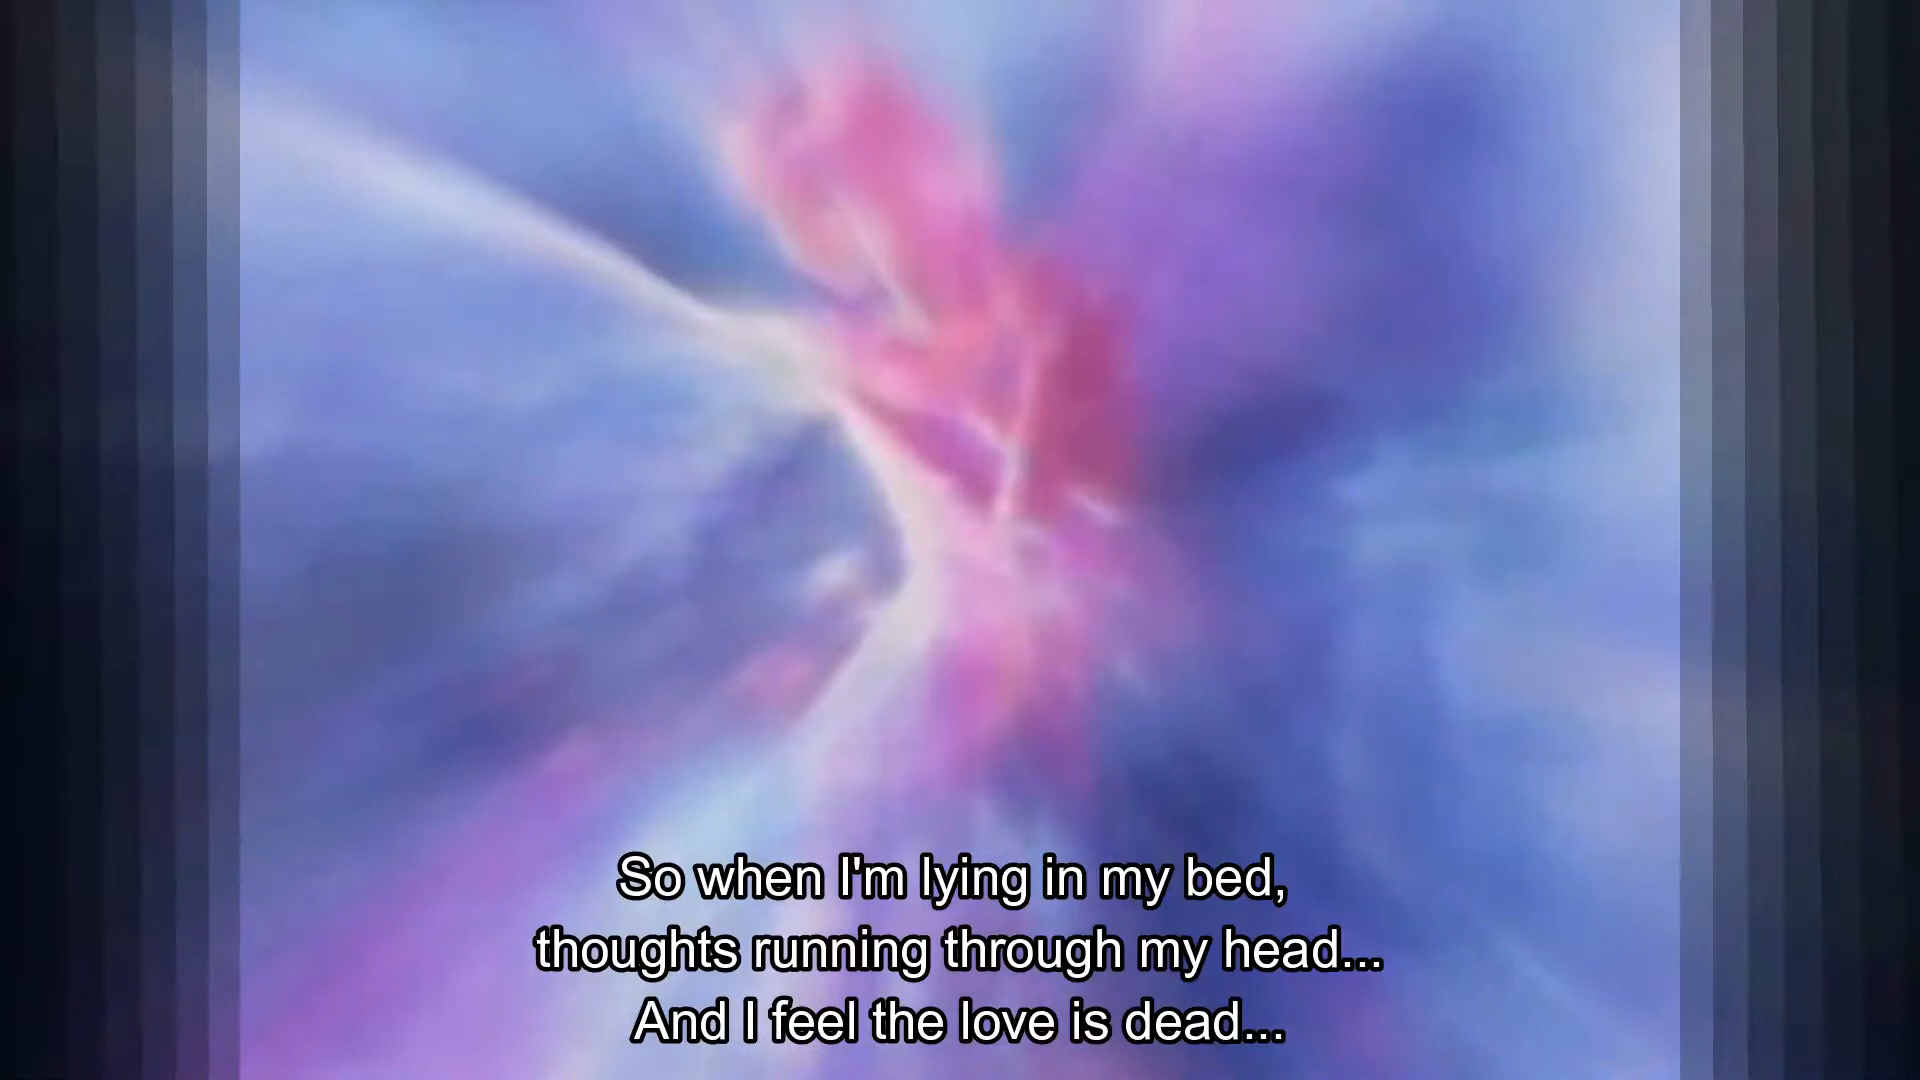 So when I'm lying in my bed,
thoughts running through my head...
And I feel the love is dead...